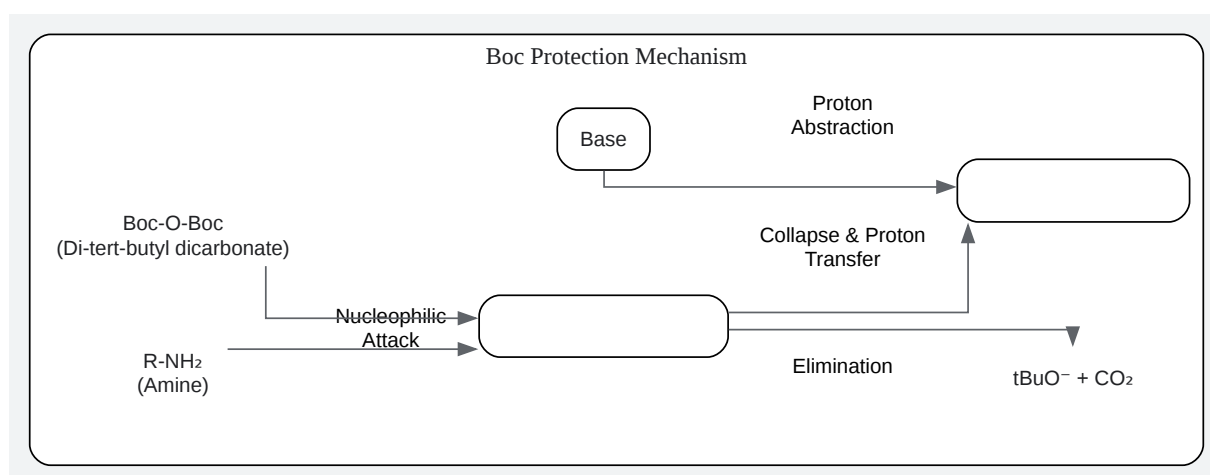 Boc Protection Mechanism
Proton
Abstraction
Base
Boc-O-Boc
(Di-tert-butyl dicarbonate)
Collapse & Proton
Transfer
Nucleophilic
Attack
R-NH₂
(Amine)
Elimination
tBuO⁻ + CO₂